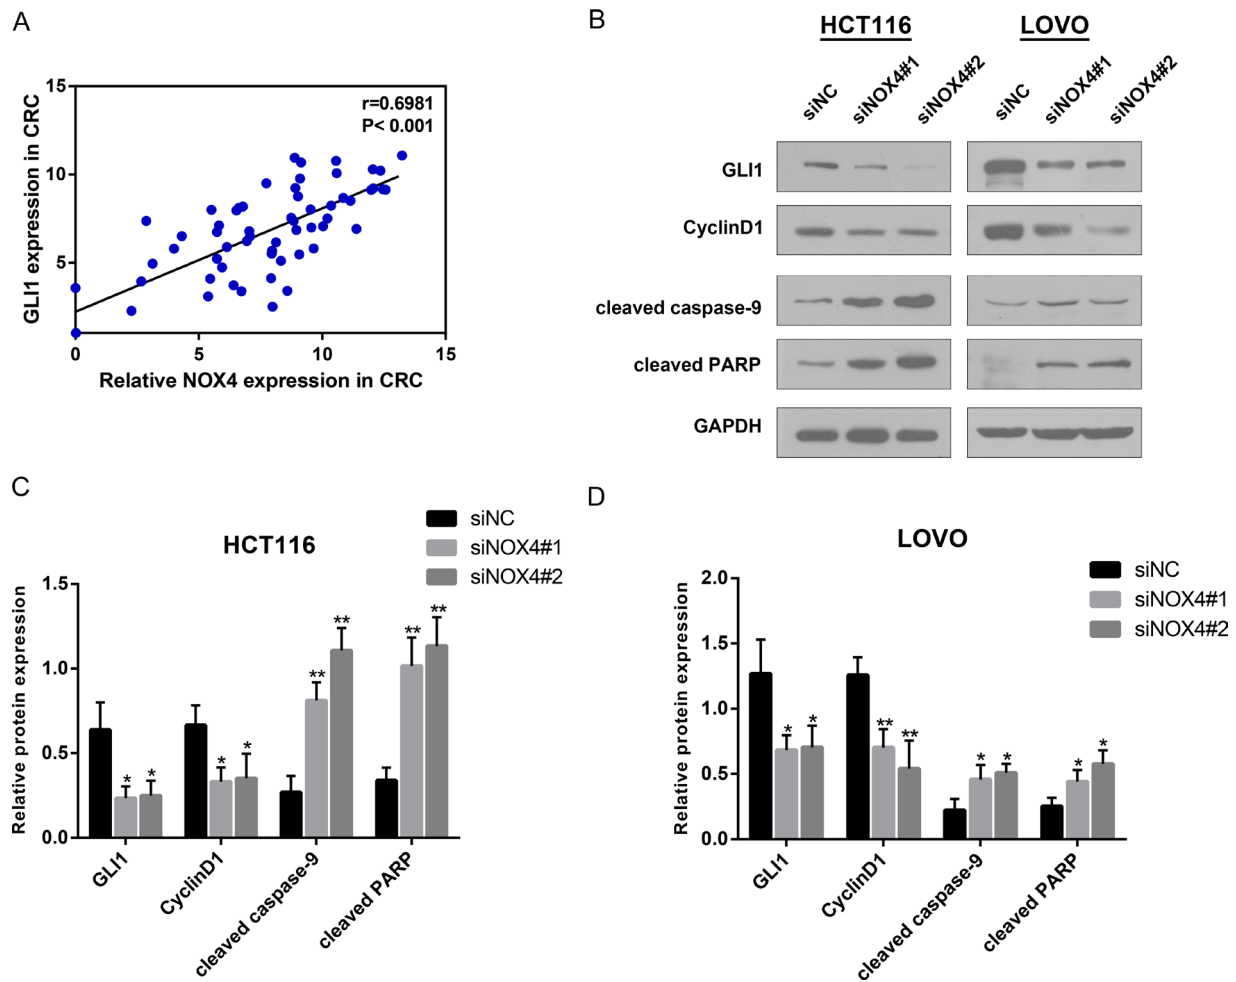 A
15
10
5
0
5
10
15
r=0.6981
P< 0.001
GLI1 expression in CRC
Relative NOX4 expression in CRC
B
HCT116
LOVO
siNC
siNOX4#1
siNOX4#2
siNC
siNOX4#1
siNOX4#2
GLI1
CyclinD1
cleaved caspase-9
cleaved PARP
GAPDH
C
HCT116
siNC
siNOX4#1
siNOX4#2
Relative protein expression
1.5
1.0
0.5
0.0
* * * * ** ** ** **
GLI1
CyclinD1
cleaved caspase-9
cleaved PARP
D
LOVO
siNC
siNOX4#1
siNOX4#2
Relative protein expression
2.0
1.5
1.0
0.5
0.0
* * ** ** * * * *
GLI1
CyclinD1
cleaved caspase-9
cleaved PARP